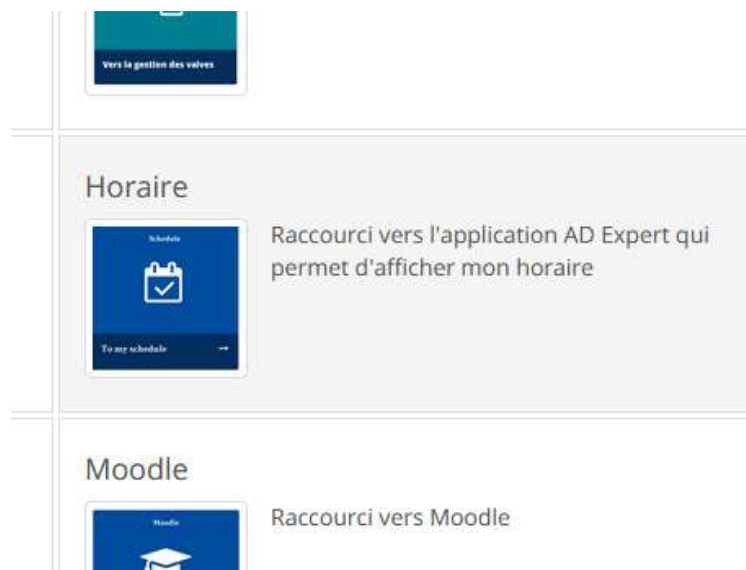 Vers la gestion des valves
Horaire
Schedule
Raccourci vers l'application AD Expert qui
permet d'afficher mon horaire
To my schedule →
Moodle
Moodle
Raccourci vers Moodle